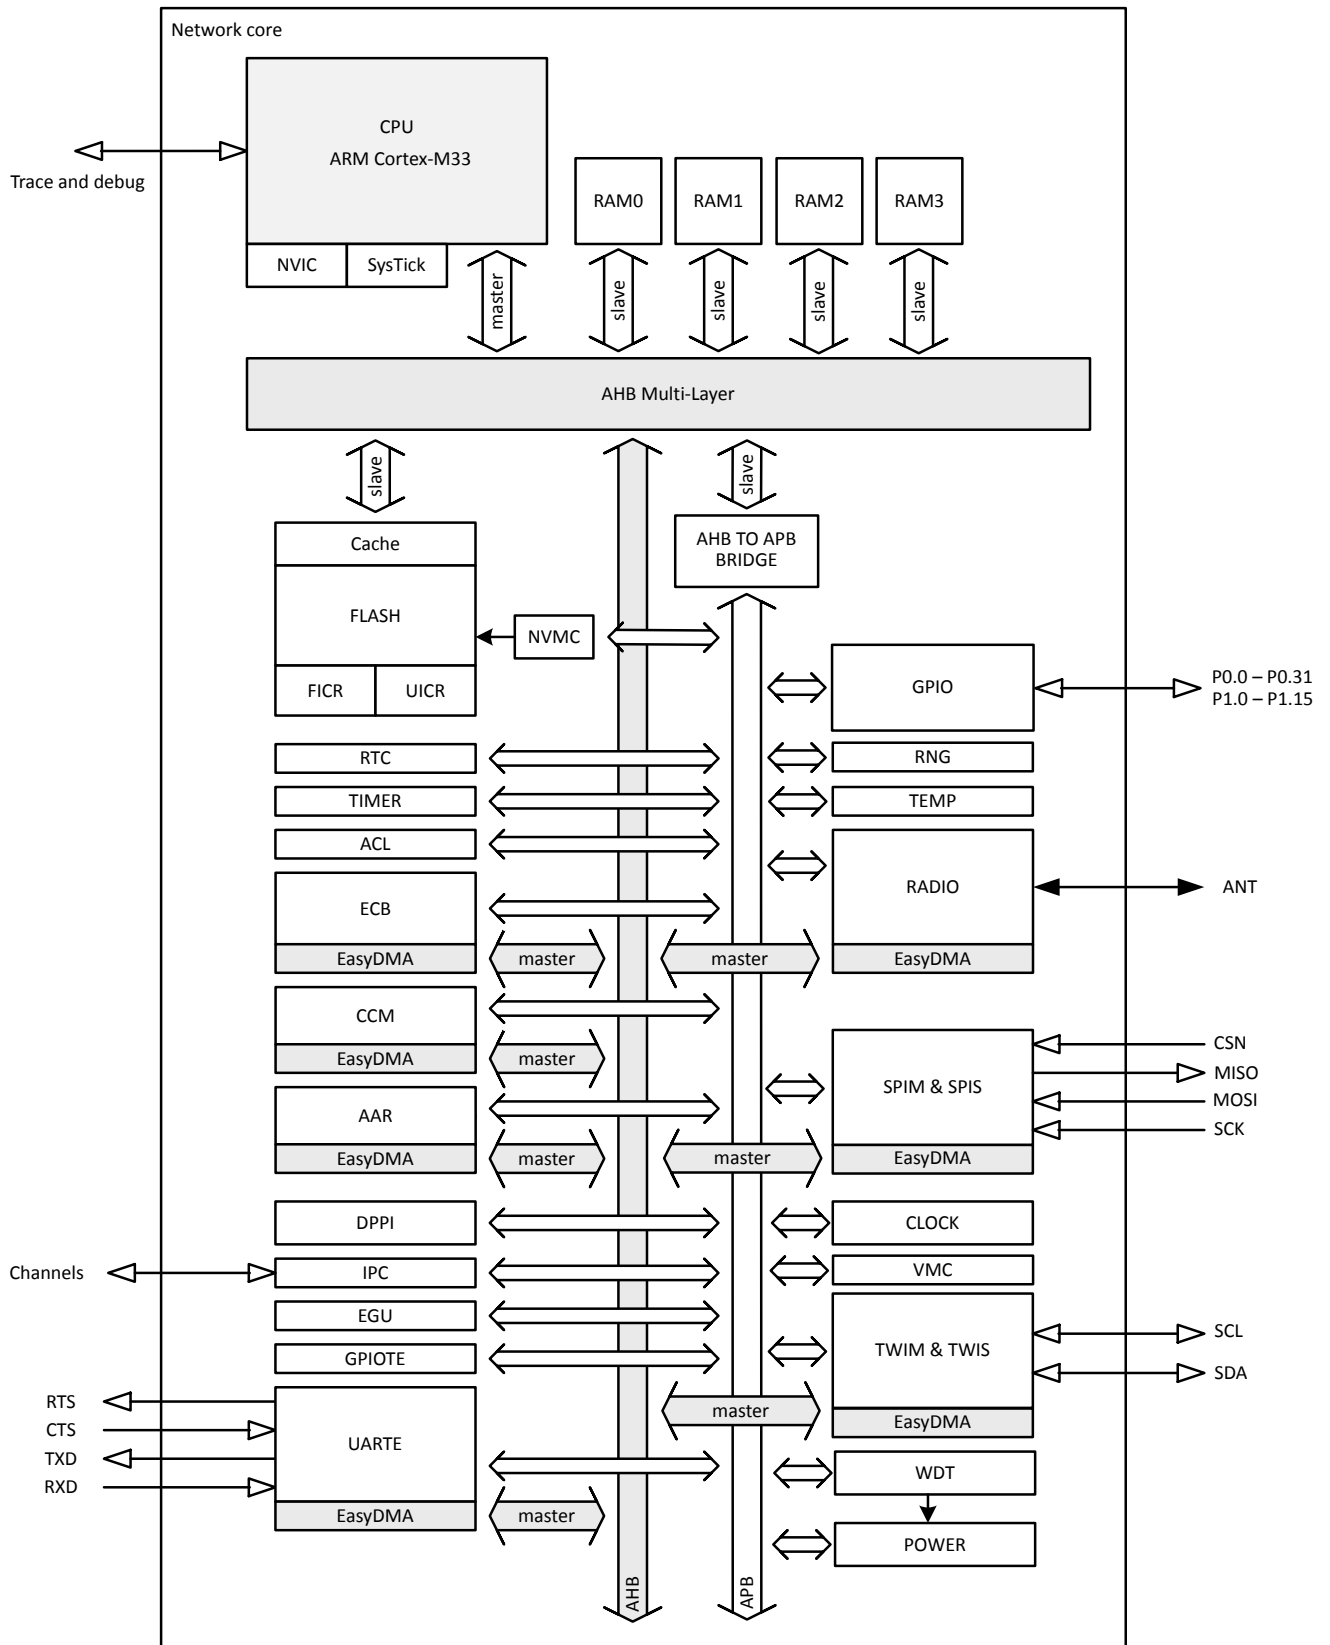 Network core
CPU
ARM Cortex-M33
Trace and debug
NVIC
SysTick
RAM0
RAM1
RAM2
RAM3
master
slave
slave
slave
slave
AHB Multi-Layer
slave
slave
Cache
FLASH
FICR
UICR
NVMC
AHB TO APB
BRIDGE
GPIO
P0.0 – P0.31
P1.0 – P1.15
RTC
RNG
TIMER
TEMP
ACL
ECB
EasyDMA
master
master
RADIO
EasyDMA
ANT
CCM
EasyDMA
master
AAR
EasyDMA
master
master
SPIM & SPIS
EasyDMA
CSN
MISO
MOSI
SCK
DPPI
CLOCK
Channels
IPC
VMC
EGU
GPIOTE
TWIM & TWIS
EasyDMA
master
SCL
SDA
RTS
CTS
TXD
RXD
UARTE
EasyDMA
master
WDT
POWER
AHB
APB